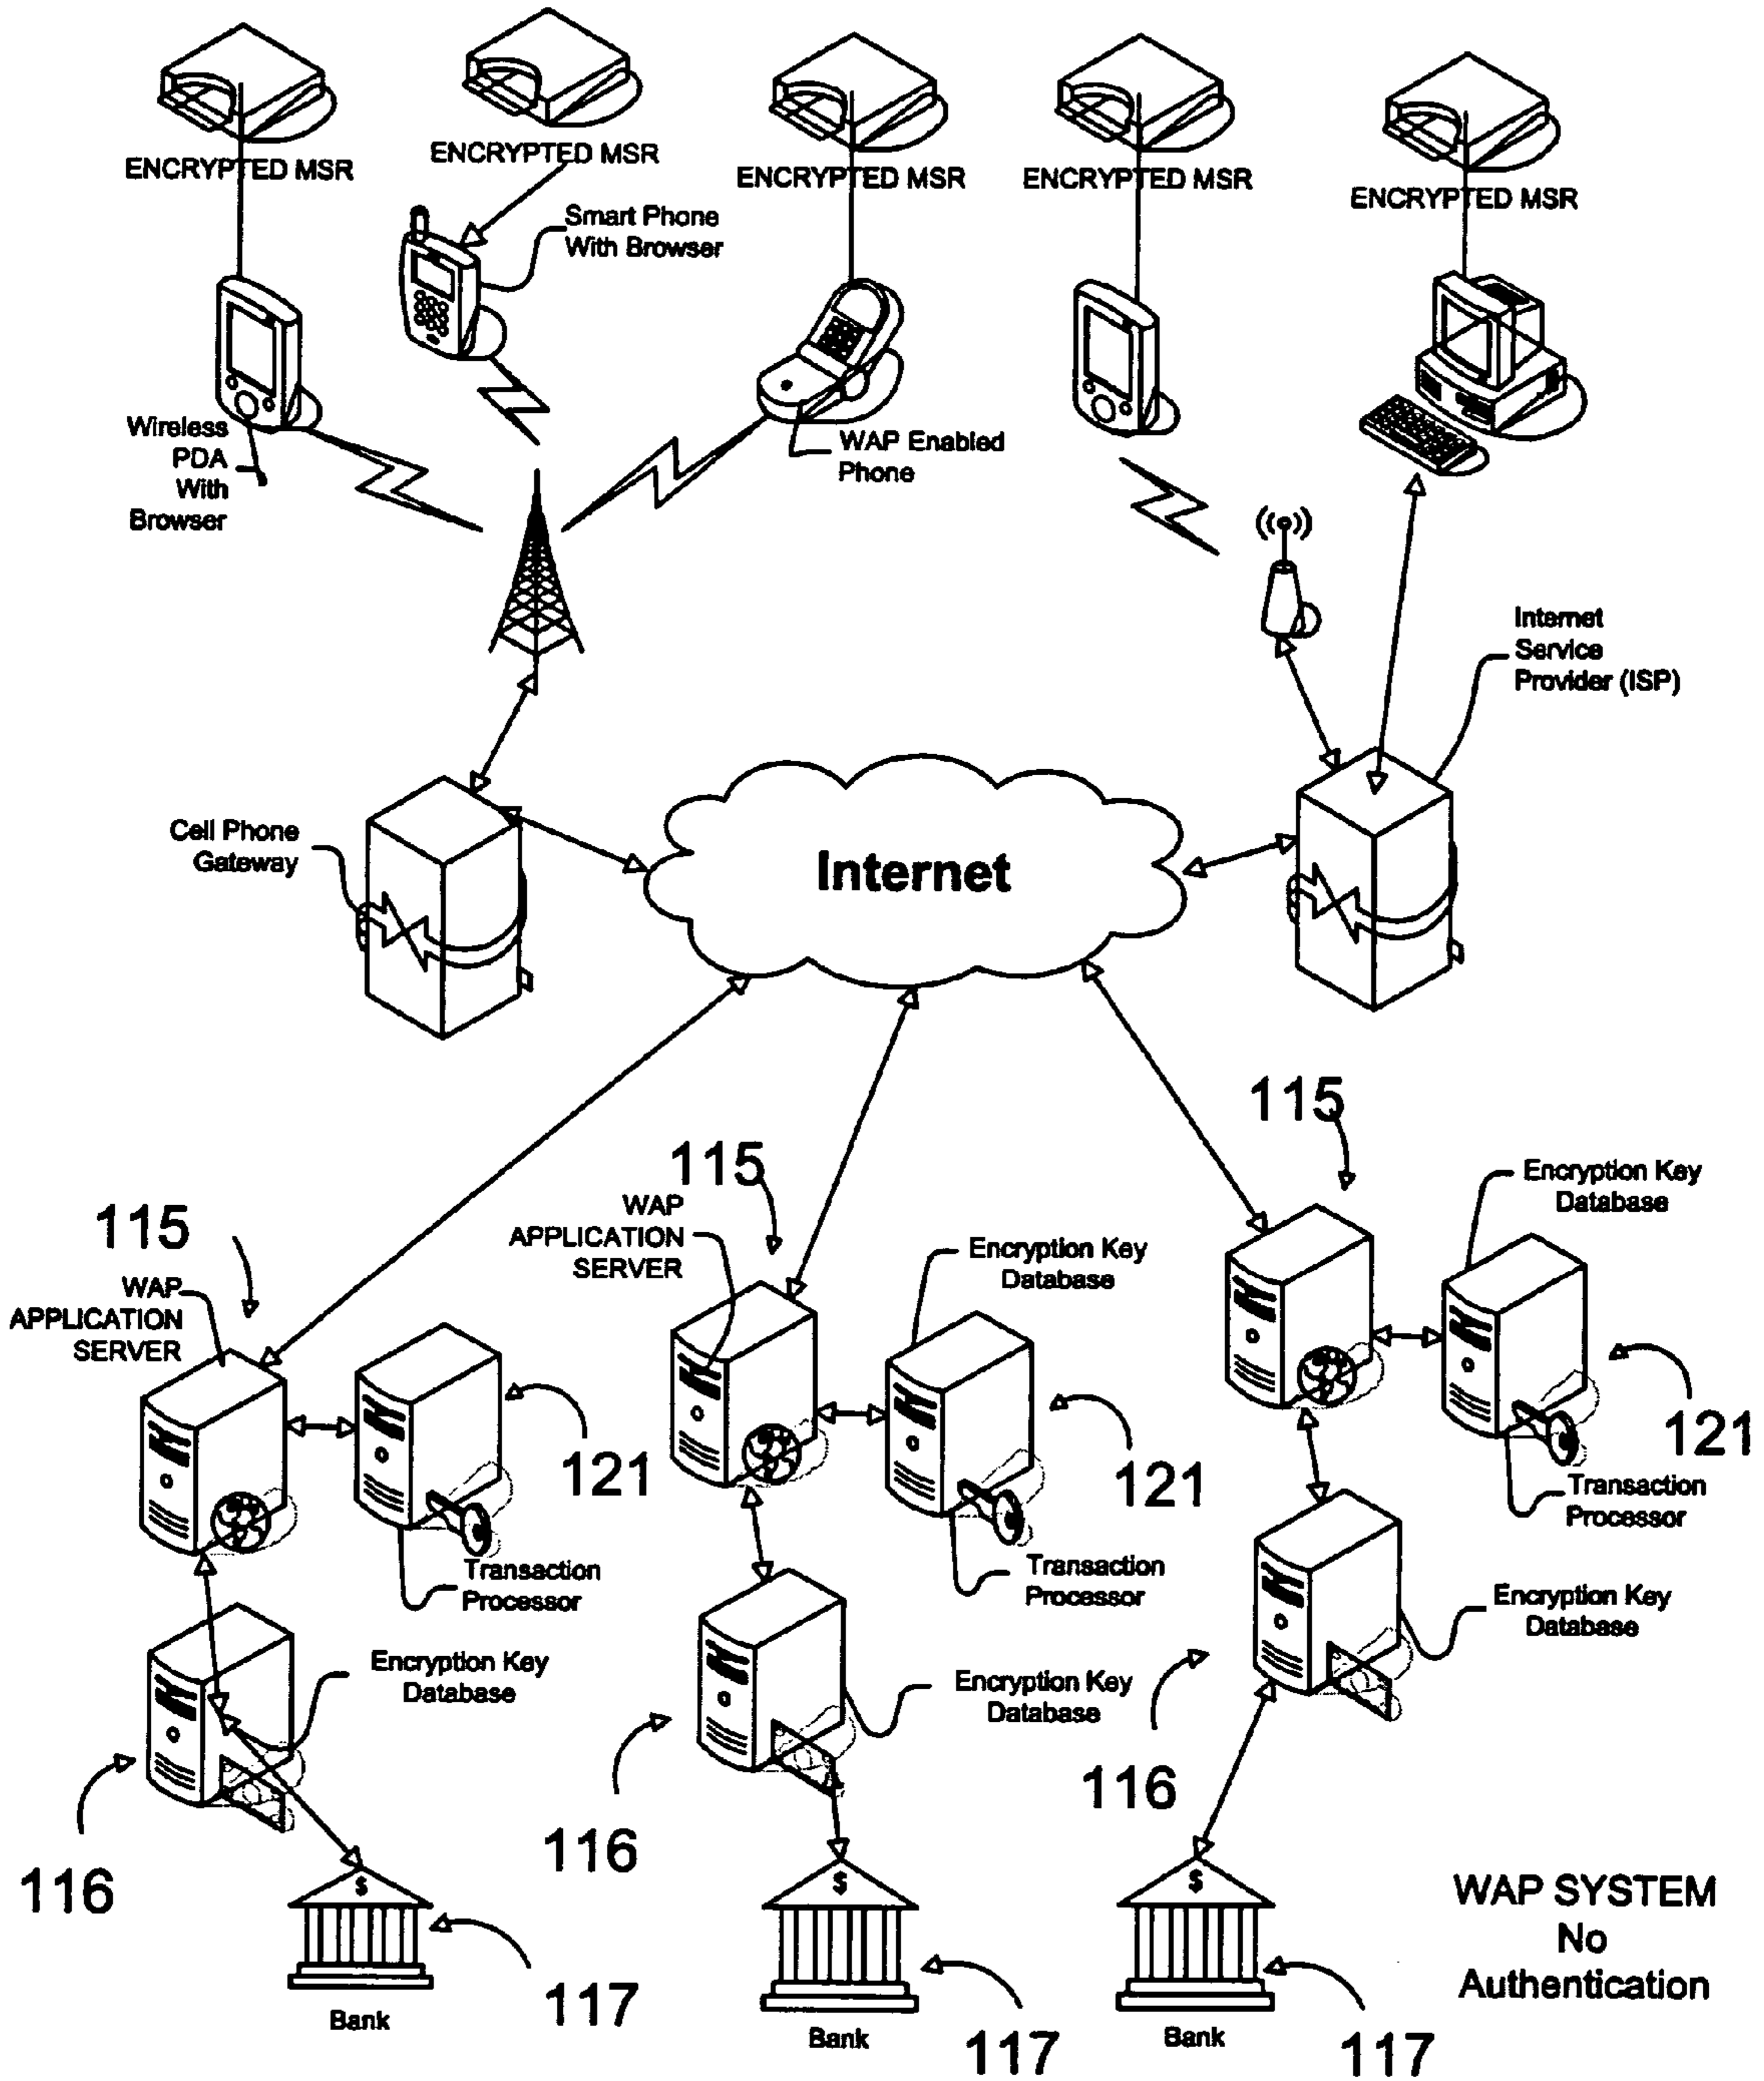 ENCRYPTED MSR
ENCRYPTED MSR
ENCRYPTED MSR
ENCRYPTED MSR
ENCRYPTED MSR
Smart Phone
With Browser
Wireless
PDA
With
Browser
WAP Enabled
Phone
Internet
Service
Provider (ISP)
Cell Phone
Gateway
Internet
115
Encryption Key
Database
115
WAP
APPLICATION
SERVER
Encryption Key
Database
115
WAP
APPLICATION
SERVER
121
121
121
Transaction
Processor
Transaction
Processor
Transaction
Processor
Encryption Key
Database
Encryption Key
Database
Encryption Key
Database
116
116
116
$
$
$
WAP SYSTEM
No
Authentication
117
117
117
Bank
Bank
Bank